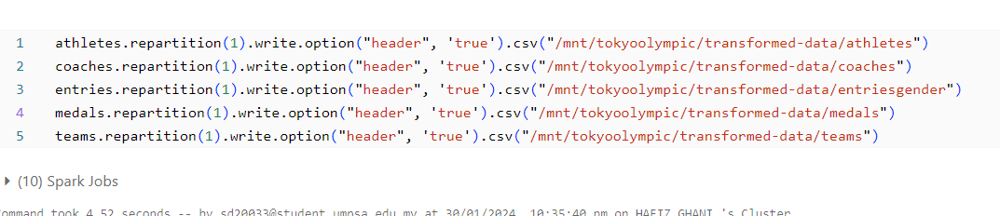 1 athletes.repartition(1).write.option("header", 'true').csv("/mnt/tokyoolympic/transformed-data/athletes")
2 coaches.repartition(1).write.option("header", 'true').csv("/mnt/tokyoolympic/transformed-data/coaches")
3 entries.repartition(1).write.option("header", 'true').csv("/mnt/tokyoolympic/transformed-data/entriesgender")
4 medals.repartition(1).write.option("header", 'true').csv("/mnt/tokyoolympic/transformed-data/medals")
5 teams.repartition(1).write.option("header", 'true').csv("/mnt/tokyoolympic/transformed-data/teams")
(10) Spark Jobs
ommand took 4.52 seconds -- by sd20033@student.umpsa.edu.my at 30/01/2024, 10:35:40 pm on HAFIZ GHANI 's Cluster